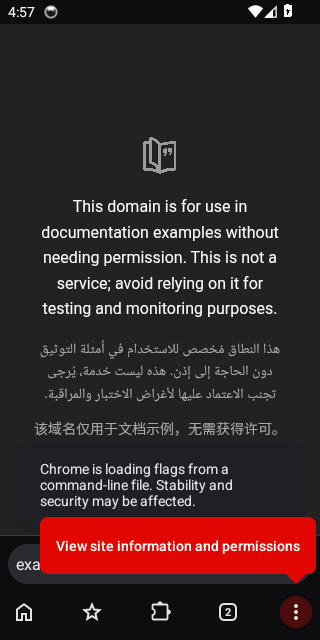 4:57
This domain is for use in
documentation examples without
needing permission. This is not a
service; avoid relying on it for
testing and monitoring purposes.
هذا النطاق مُخصص للاستخدام في أمثلة التوثيق
دون الحاجة إلى إذن. هذه ليست خدمة، يُرجى
تجنب الاعتماد عليها لأغراض الاختبار والمراقبة.
该域名仅用于文档示例，无需获得许可。
Chrome is loading flags from a
command-line file. Stability and
security may be affected.
View site information and permissions
exa
2